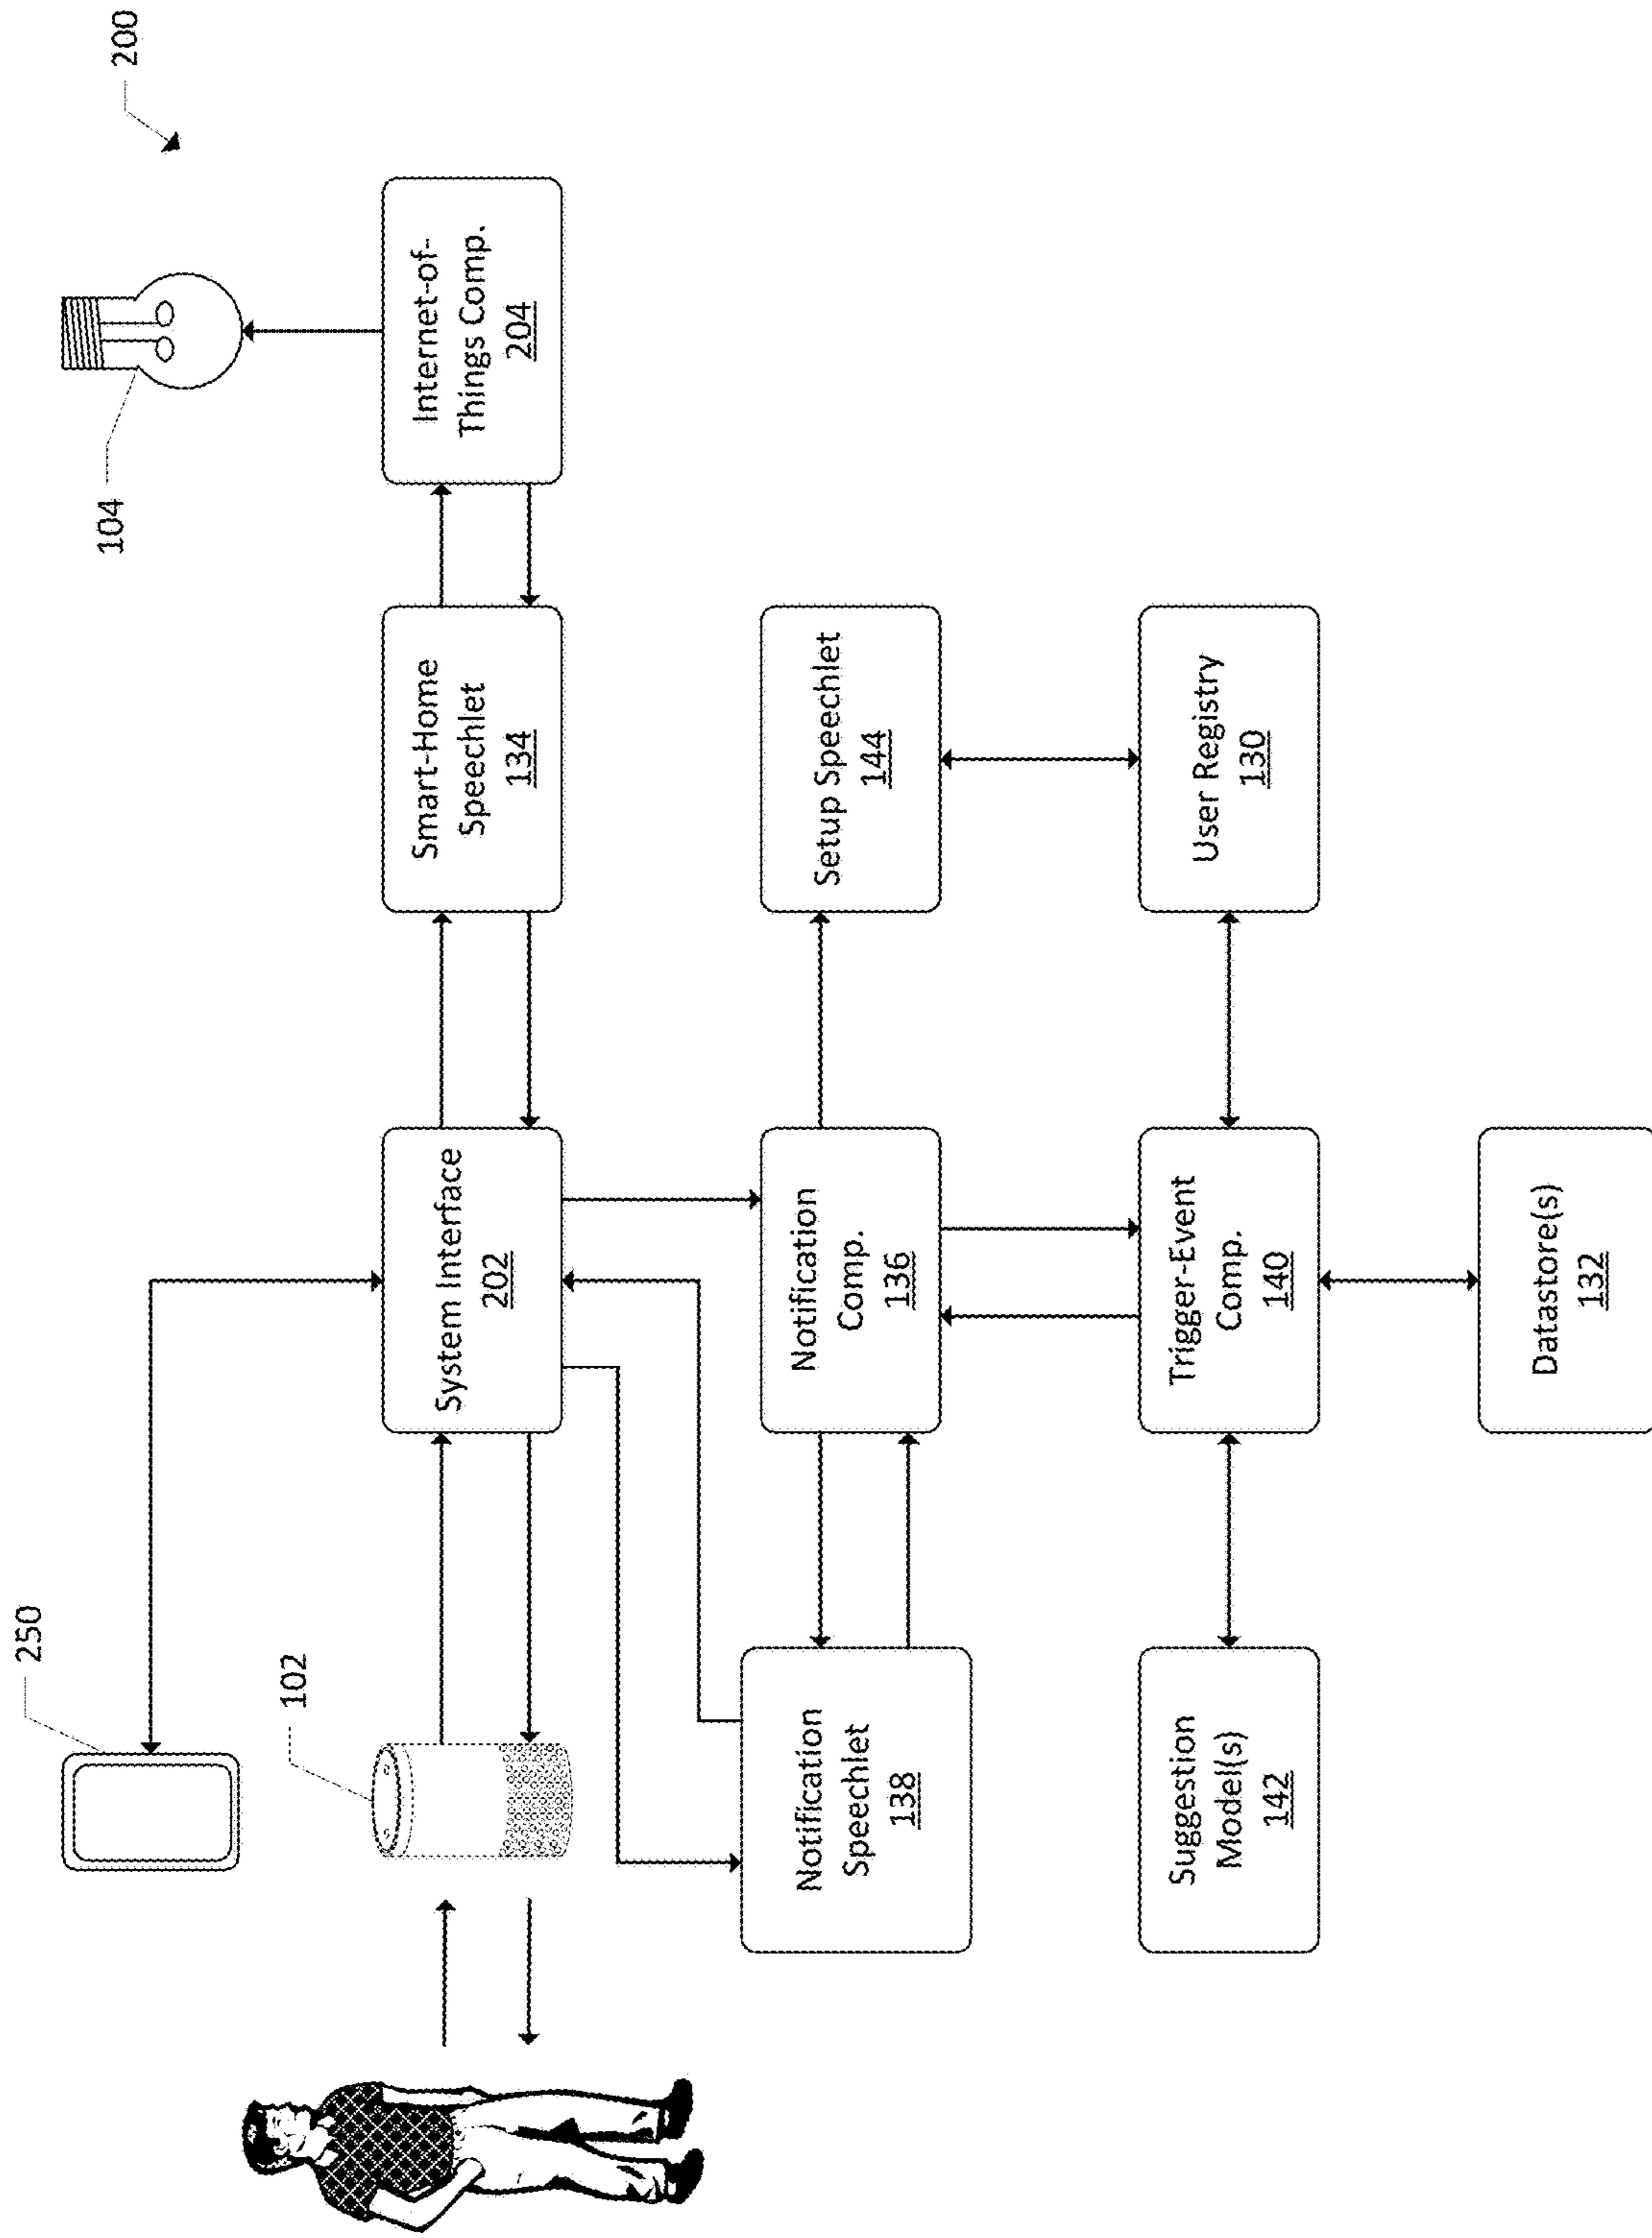 200
250
104
102
System Interface
202
Smart-Home
Speechlet
134
Internet-of-
Things Comp.
204
Notification
Speechlet
138
Notification
Comp.
136
Setup Speechlet
144
Suggestion
Model(s)
142
Trigger-Event
Comp.
140
User Registry
130
Datastore(s)
132